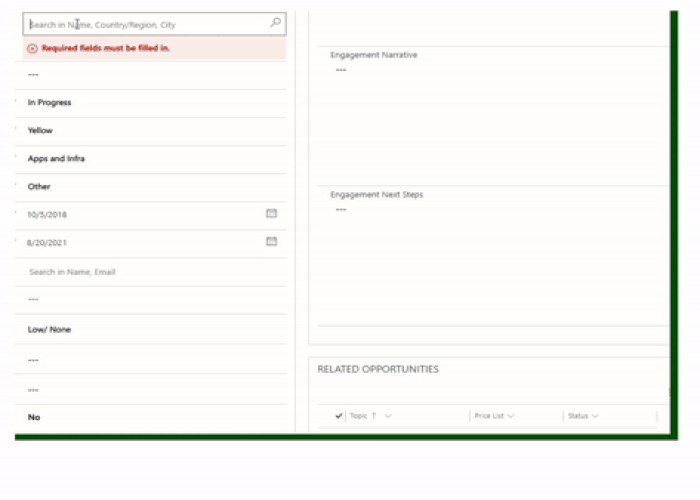 Search in Name, Country/Region, City
Required fields must be filled in.
---
In Progress
Yellow
Apps and Infra
Other
10/5/2018
8/20/2021
Search in Name, Email
---
Low/ None
---
---
No
Engagement Narrative
---
Engagement Next Steps
---
RELATED OPPORTUNITIES
Topic ↑ Price List Status